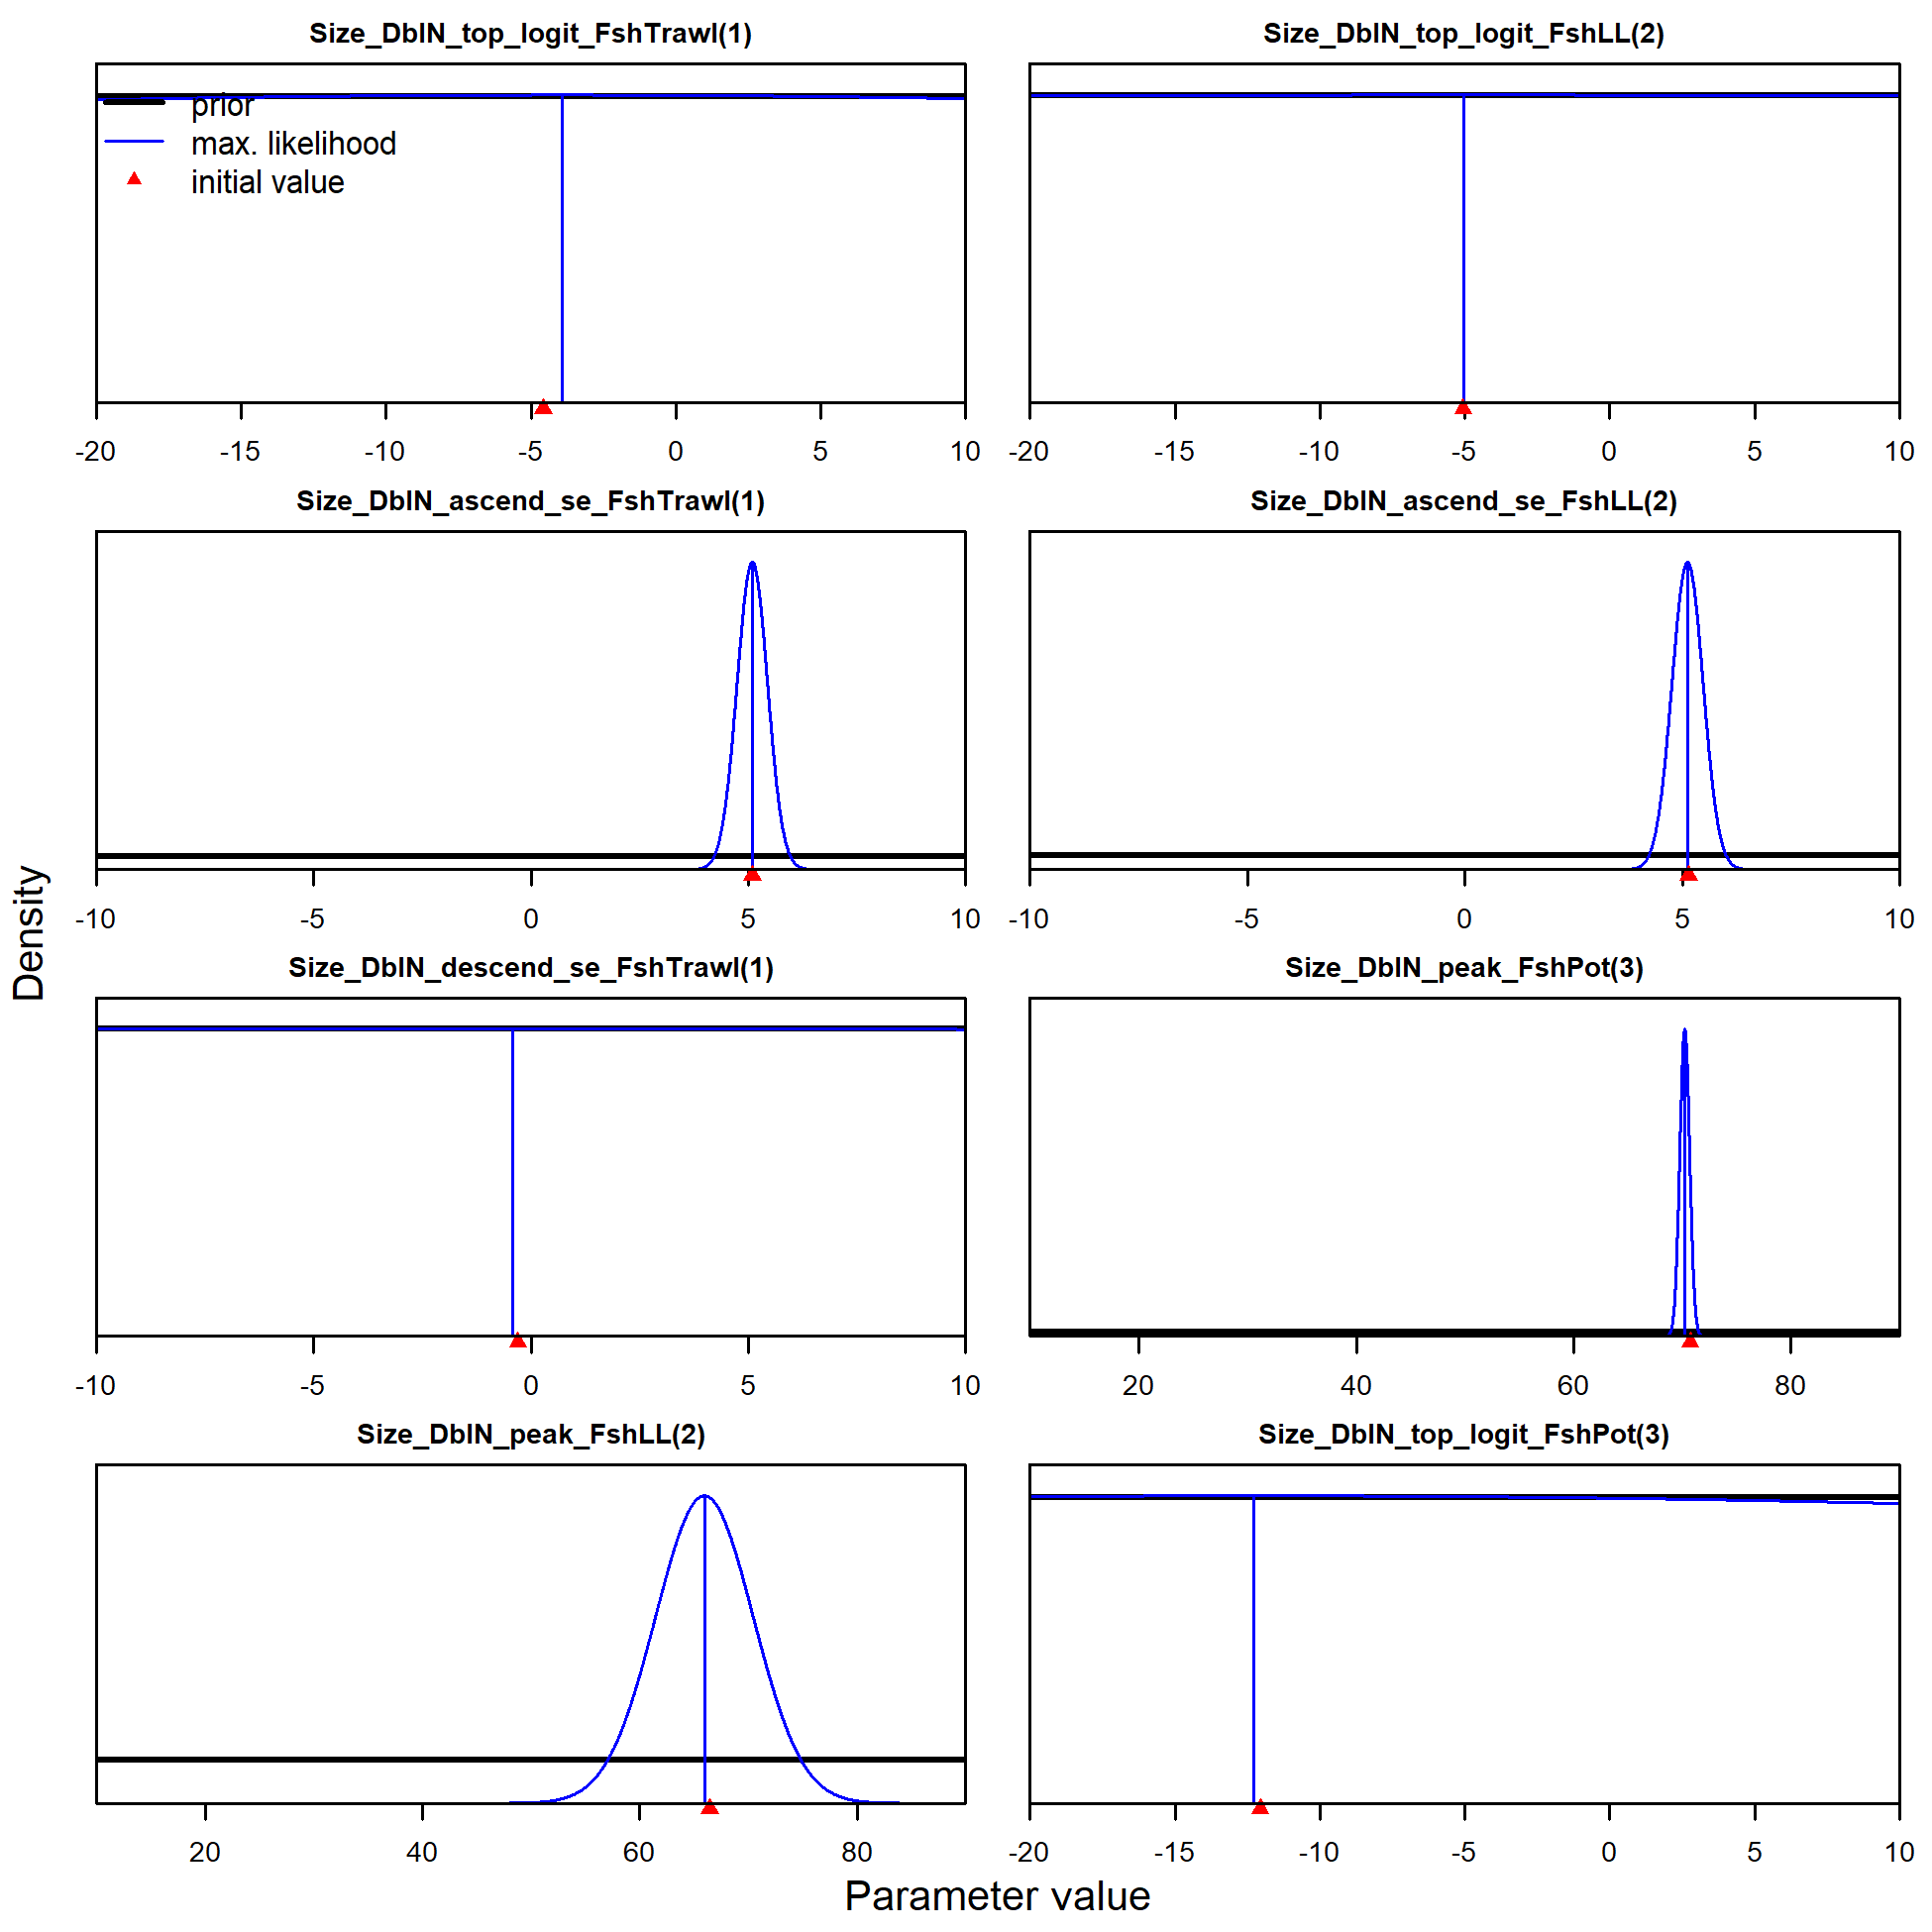 Size_DblN_top_logit_FshTrawl(1)
Size_DblN_top_logit_FshLL(2)
prior
max. likelihood
initial value
-20 -15 -10 -5 0 5 10
-20 -15 -10 -5 0 5 10
Size_DblN_ascend_se_FshTrawl(1)
Size_DblN_ascend_se_FshLL(2)
-10 -5 0 5 10
-10 -5 0 5 10
Size_DblN_descend_se_FshTrawl(1)
Size_DblN_peak_FshPot(3)
-10 -5 0 5 10
20 40 60 80
Size_DblN_peak_FshLL(2)
Size_DblN_top_logit_FshPot(3)
20 40 60 80
-20 -15 -10 -5 0 5 10
Density
Parameter value